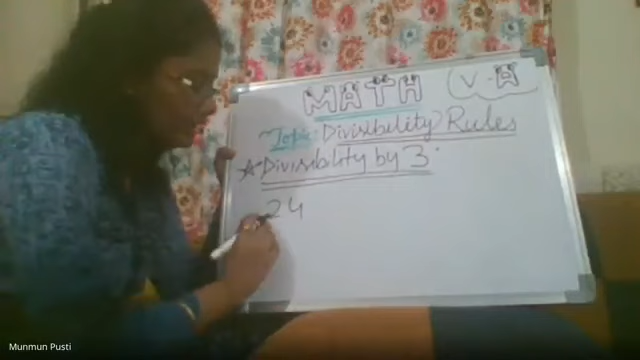 MATH (V-A
~Topic: Divisibility Rules
☆ Divisibility by 3:
24
Munmun Pusti